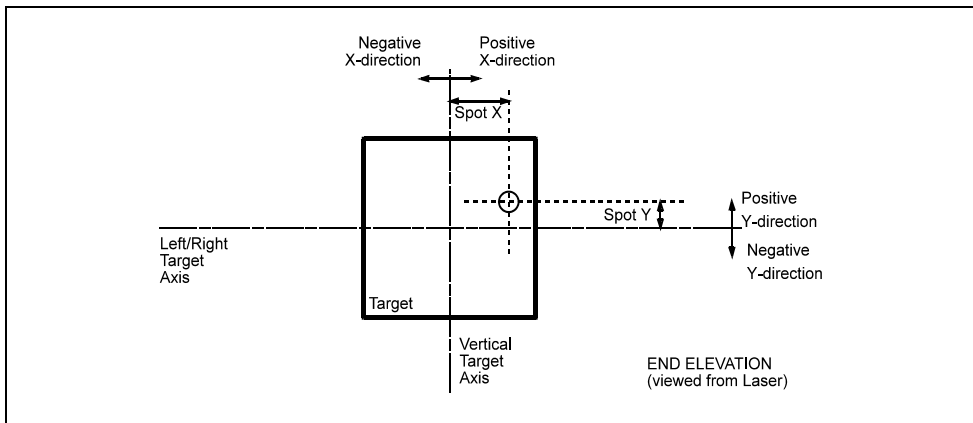 Negative
X-direction
Positive
X-direction
Spot X
Spot Y
Positive
Y-direction
Negative
Y-direction
Left/Right
Target
Axis
Target
Vertical
Target
Axis
END ELEVATION
(viewed from Laser)